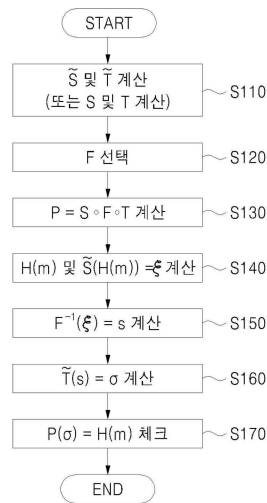 START
S̃ 및 T̃ 계산
(또는 S 및 T 계산)
S110
F 선택
S120
P = S∘F∘T 계산
S130
H(m) 및 S̃(H(m)) =ξ 계산
S140
F⁻¹(ξ) = s 계산
S150
T̃(s) = σ 계산
S160
P(σ) = H(m) 체크
S170
END